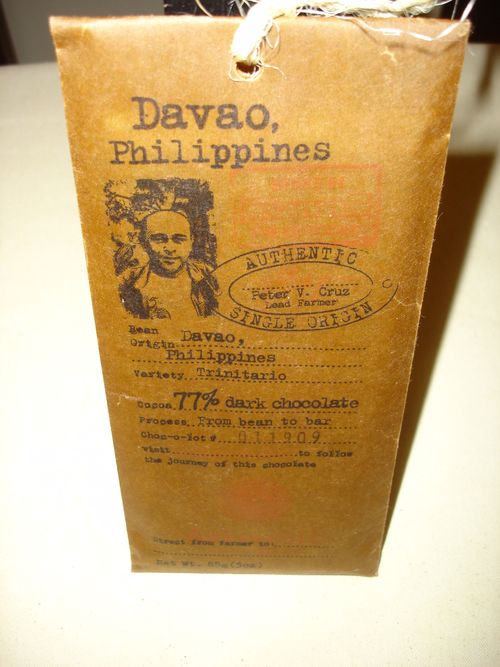 Davao,
Philippines
AUTHENTIC
Peter V. Cruz
Lead Farmer
SINGLE ORIGIN
Bean
Origin Davao,
Philippines
Variety Trinitario
Cocoa 77% dark chocolate
Process From bean to bar
Choc-o-lot # 011909
Visit to follow
the journey of this chocolate
Direct from farmer to:
Net Wt.